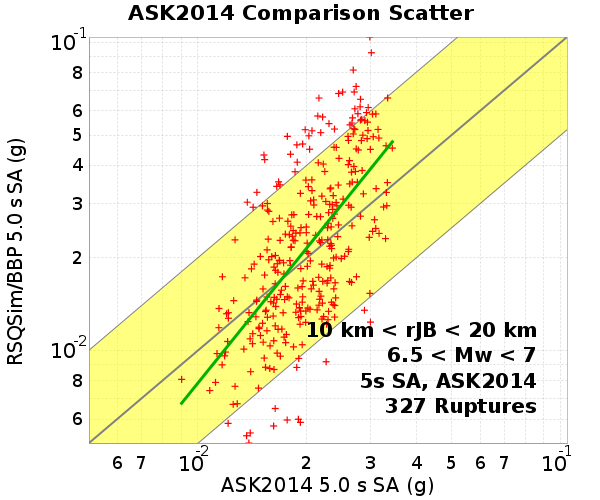 ASK2014 Comparison Scatter
10-1
8
6
5
4
3
2
10-2
8
6
RSQSim/BBP 5.0 s SA (g)
10 km < rJB < 20 km
6.5 < Mw < 7
5s SA, ASK2014
327 Ruptures
6 7 10-2 2 3 4 5 6 7 10-1
ASK2014 5.0 s SA (g)